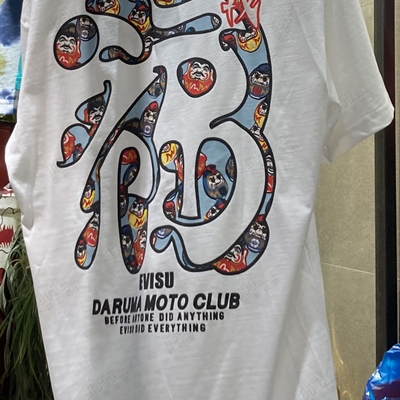 EVISU
DARUMA MOTO CLUB
BEFORE ANYONE DID ANYTHING
EVISU DID EVERYTHING